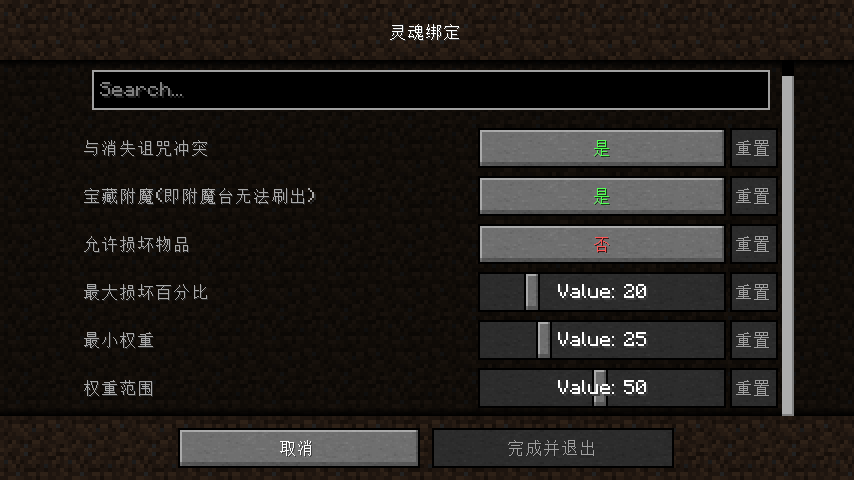 灵魂绑定
Search...
与消失诅咒冲突 是 重置
宝藏附魔(即附魔台无法刷出) 是 重置
允许损坏物品 否 重置
最大损坏百分比 Value: 20 重置
最小权重 Value: 25 重置
权重范围 Value: 50 重置
取消 完成并退出